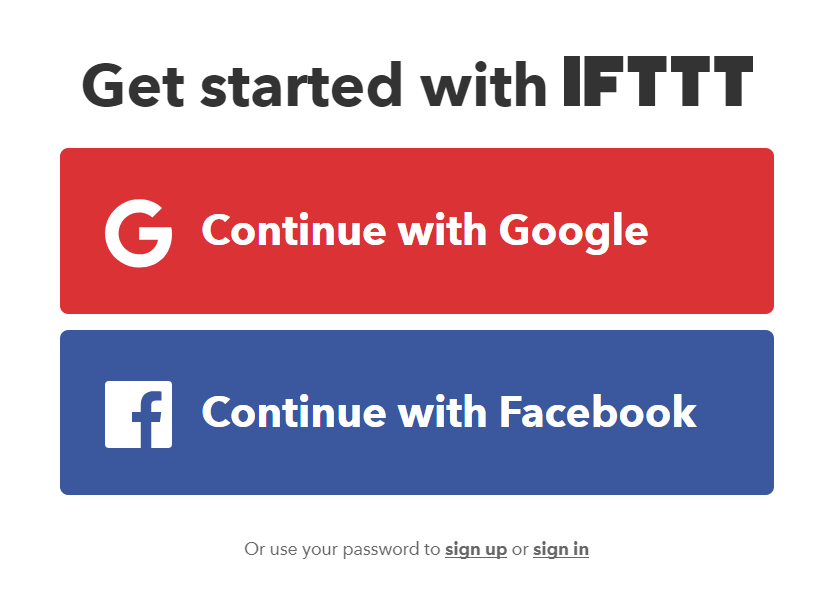 Get started with IFTTT
Continue with Google
Continue with Facebook
Or use your password to sign up or sign in